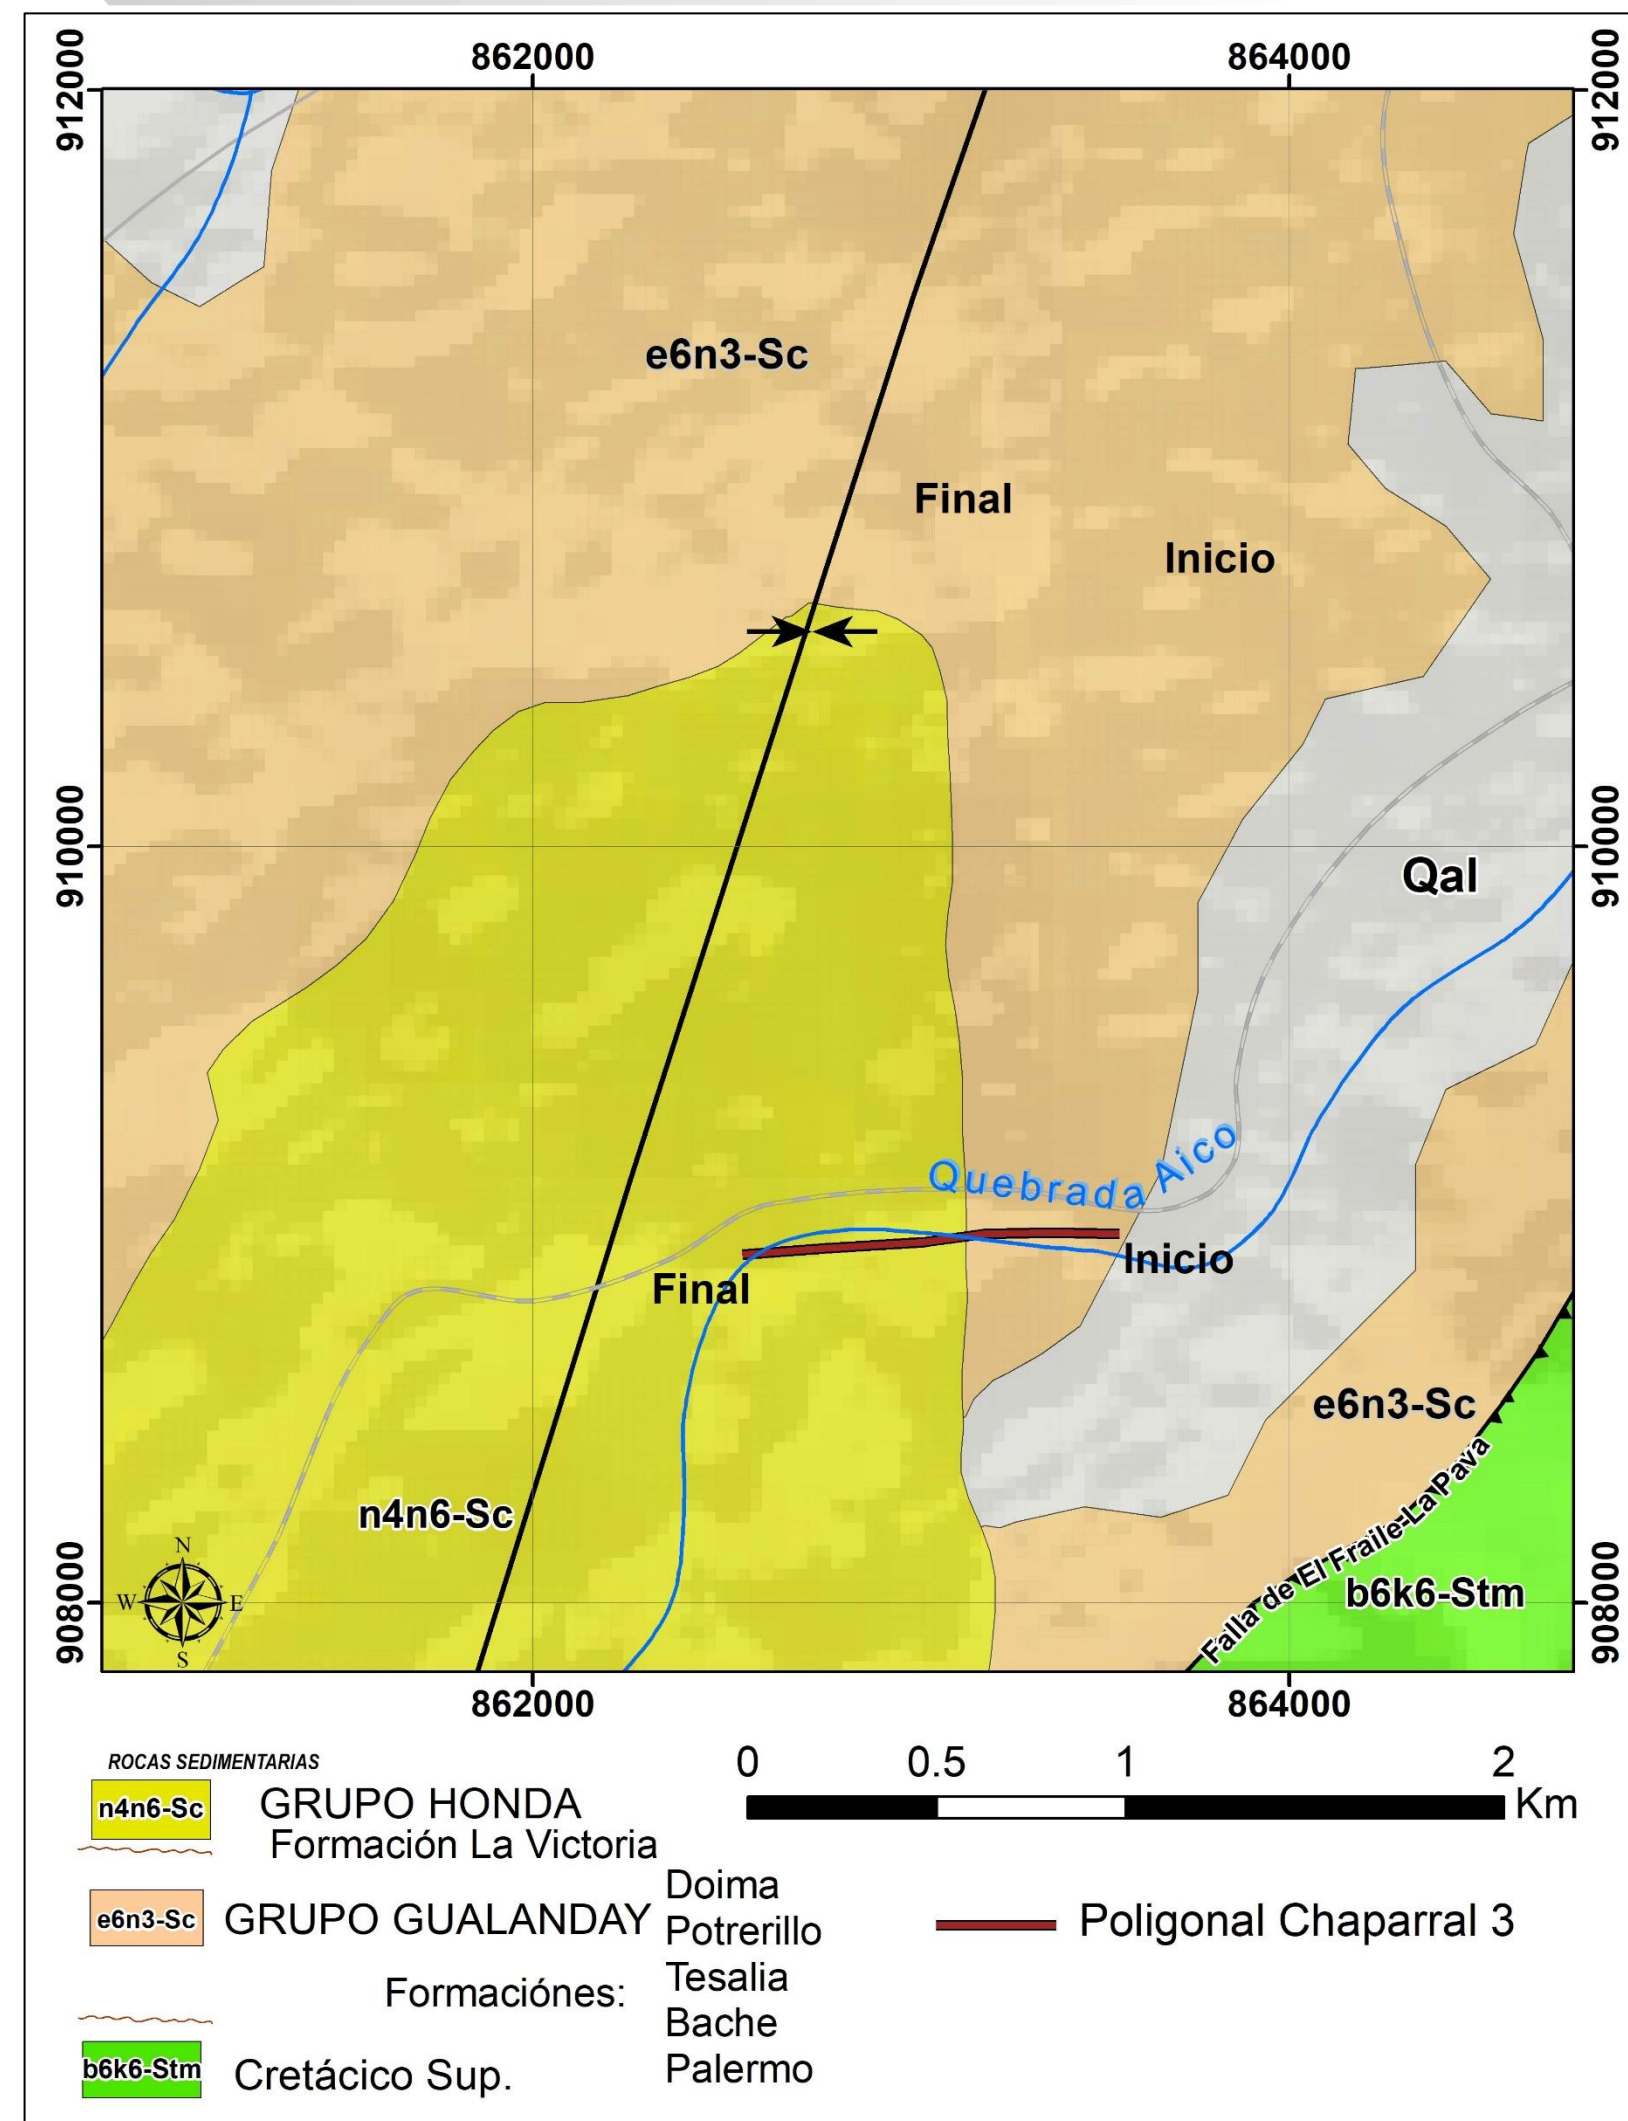 862000 864000
912000 912000
e6n3-Sc
Final
Inicio
910000 910000
Qal
Quebrada Aico
Inicio
Final
e6n3-Sc
n4n6-Sc
Falla de El Fraile-La Pava
b6k6-Stm
N
W E
S
908000 908000
862000 864000
ROCAS SEDIMENTARIAS
n4n6-Sc GRUPO HONDA
Formación La Victoria
0 0.5 1 2
Km
e6n3-Sc GRUPO GUALANDAY
Formaciónes:
Doima
Potrerillo
Tesalia
Bache
Palermo
Poligonal Chaparral 3
b6k6-Stm Cretácico Sup.